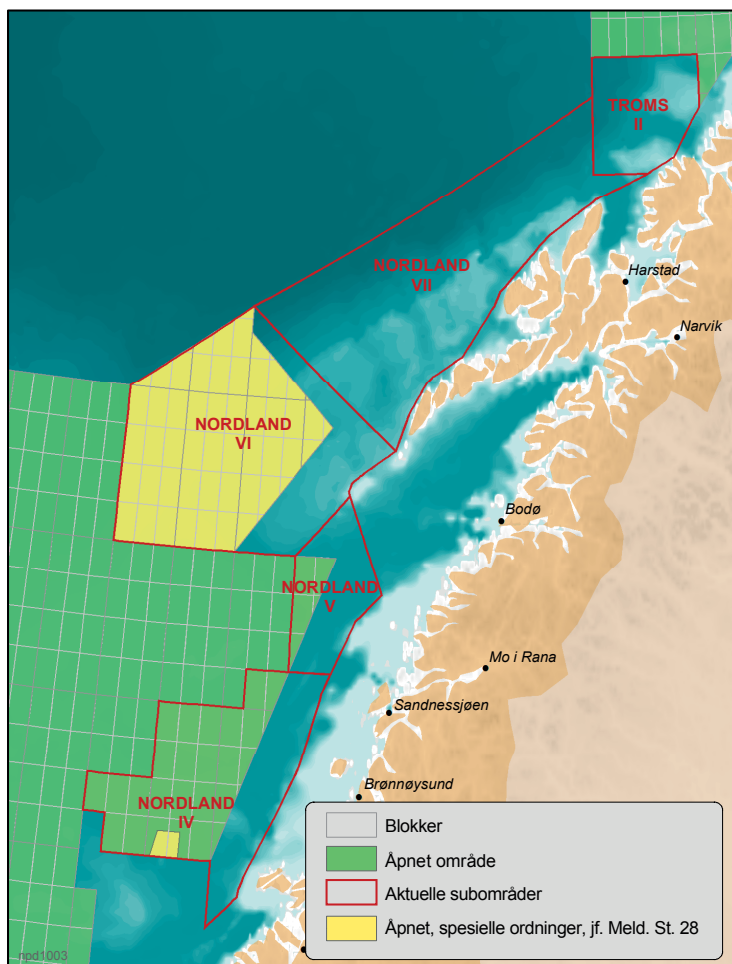 TROMS
II
NORDLAND
VII
Harstad
Narvik
NORDLAND
VI
Bodø
NORDLAND
V
Mo i Rana
Sandnessjøen
Brønnøysund
NORDLAND
IV
Blokker
Åpnet område
Aktuelle subområder
Åpnet, spesielle ordninger, jf. Meld. St. 28
npd1003